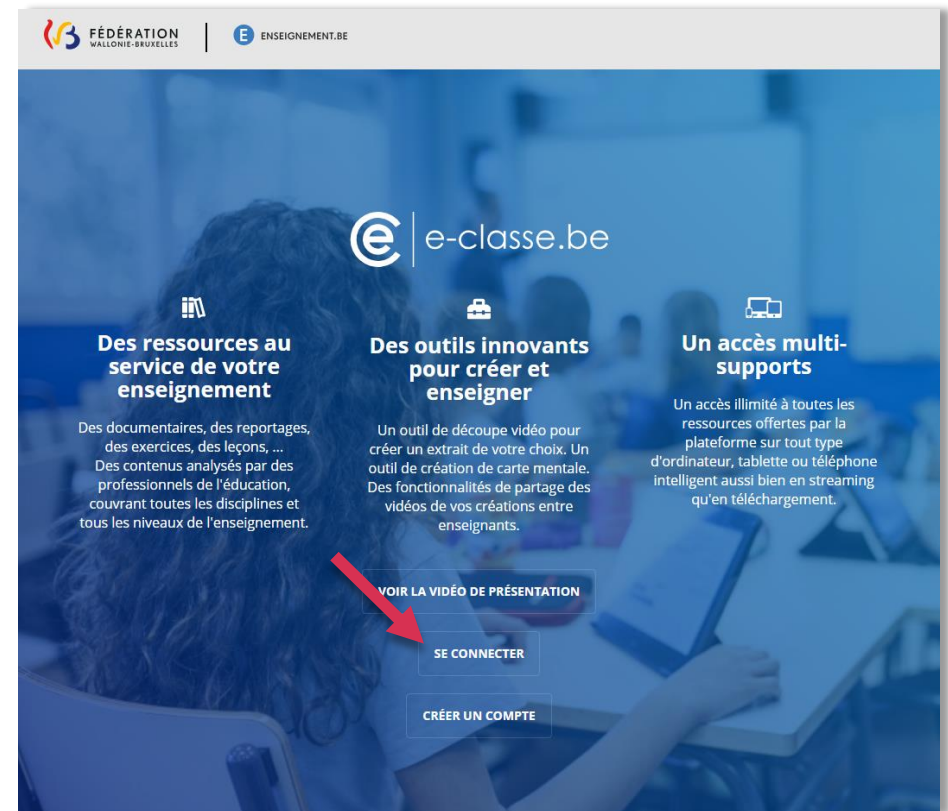 FÉDÉRATION
WALLONIE-BRUXELLES
E ENSEIGNEMENT.BE
e e-classe.be
Des ressources au
service de votre
enseignement
Des documentaires, des reportages,
des exercices, des leçons, ...
Des contenus analysés par des
professionnels de l'éducation,
couvrant toutes les disciplines et
tous les niveaux de l'enseignement.
Des outils innovants
pour créer et
enseigner
Un outil de découpe vidéo pour
créer un extrait de votre choix. Un
outil de création de carte mentale.
Des fonctionnalités de partage des
vidéos de vos créations entre
enseignants.
Un accès multi-
supports
Un accès illimité à toutes les
ressources offertes par la
plateforme sur tout type
d'ordinateur, tablette ou téléphone
intelligent aussi bien en streaming
qu'en téléchargement.
VOIR LA VIDÉO DE PRÉSENTATION
SE CONNECTER
CRÉER UN COMPTE